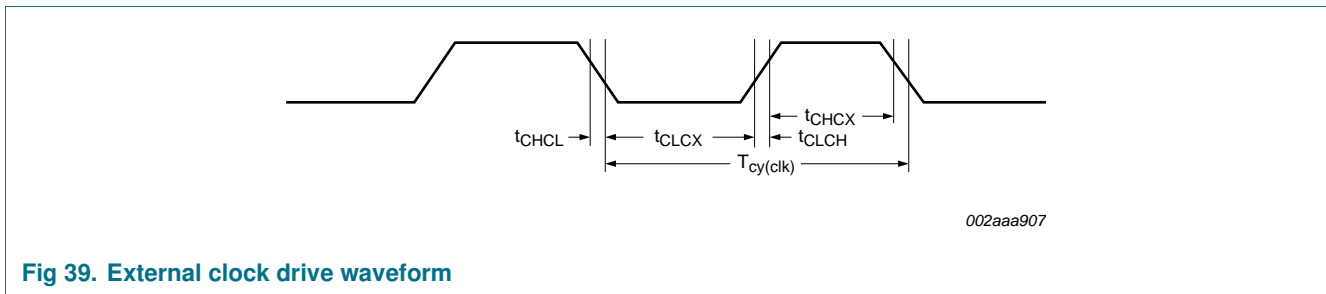 tCHCX
tCHCL tCLCX tCLCH
Tcy(clk)
002aaa907
Fig 39. External clock drive waveform